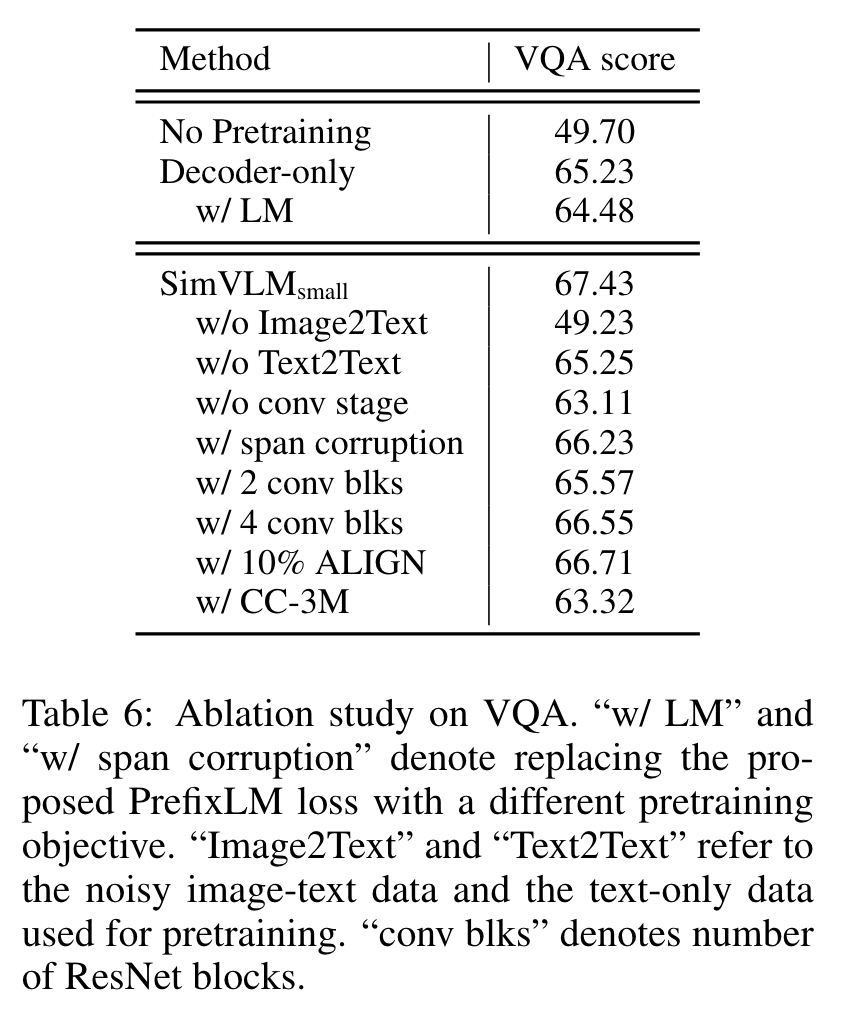 Method VQA score
No Pretraining 49.70
Decoder-only 65.23
w/ LM 64.48
SimVLMsmall 67.43
w/o Image2Text 49.23
w/o Text2Text 65.25
w/o conv stage 63.11
w/ span corruption 66.23
w/ 2 conv blks 65.57
w/ 4 conv blks 66.55
w/ 10% ALIGN 66.71
w/ CC-3M 63.32
Table 6: Ablation study on VQA. “w/ LM” and
“w/ span corruption” denote replacing the pro-
posed PrefixLM loss with a different pretraining
objective. “Image2Text” and “Text2Text” refer to
the noisy image-text data and the text-only data
used for pretraining. “conv blks” denotes number
of ResNet blocks.